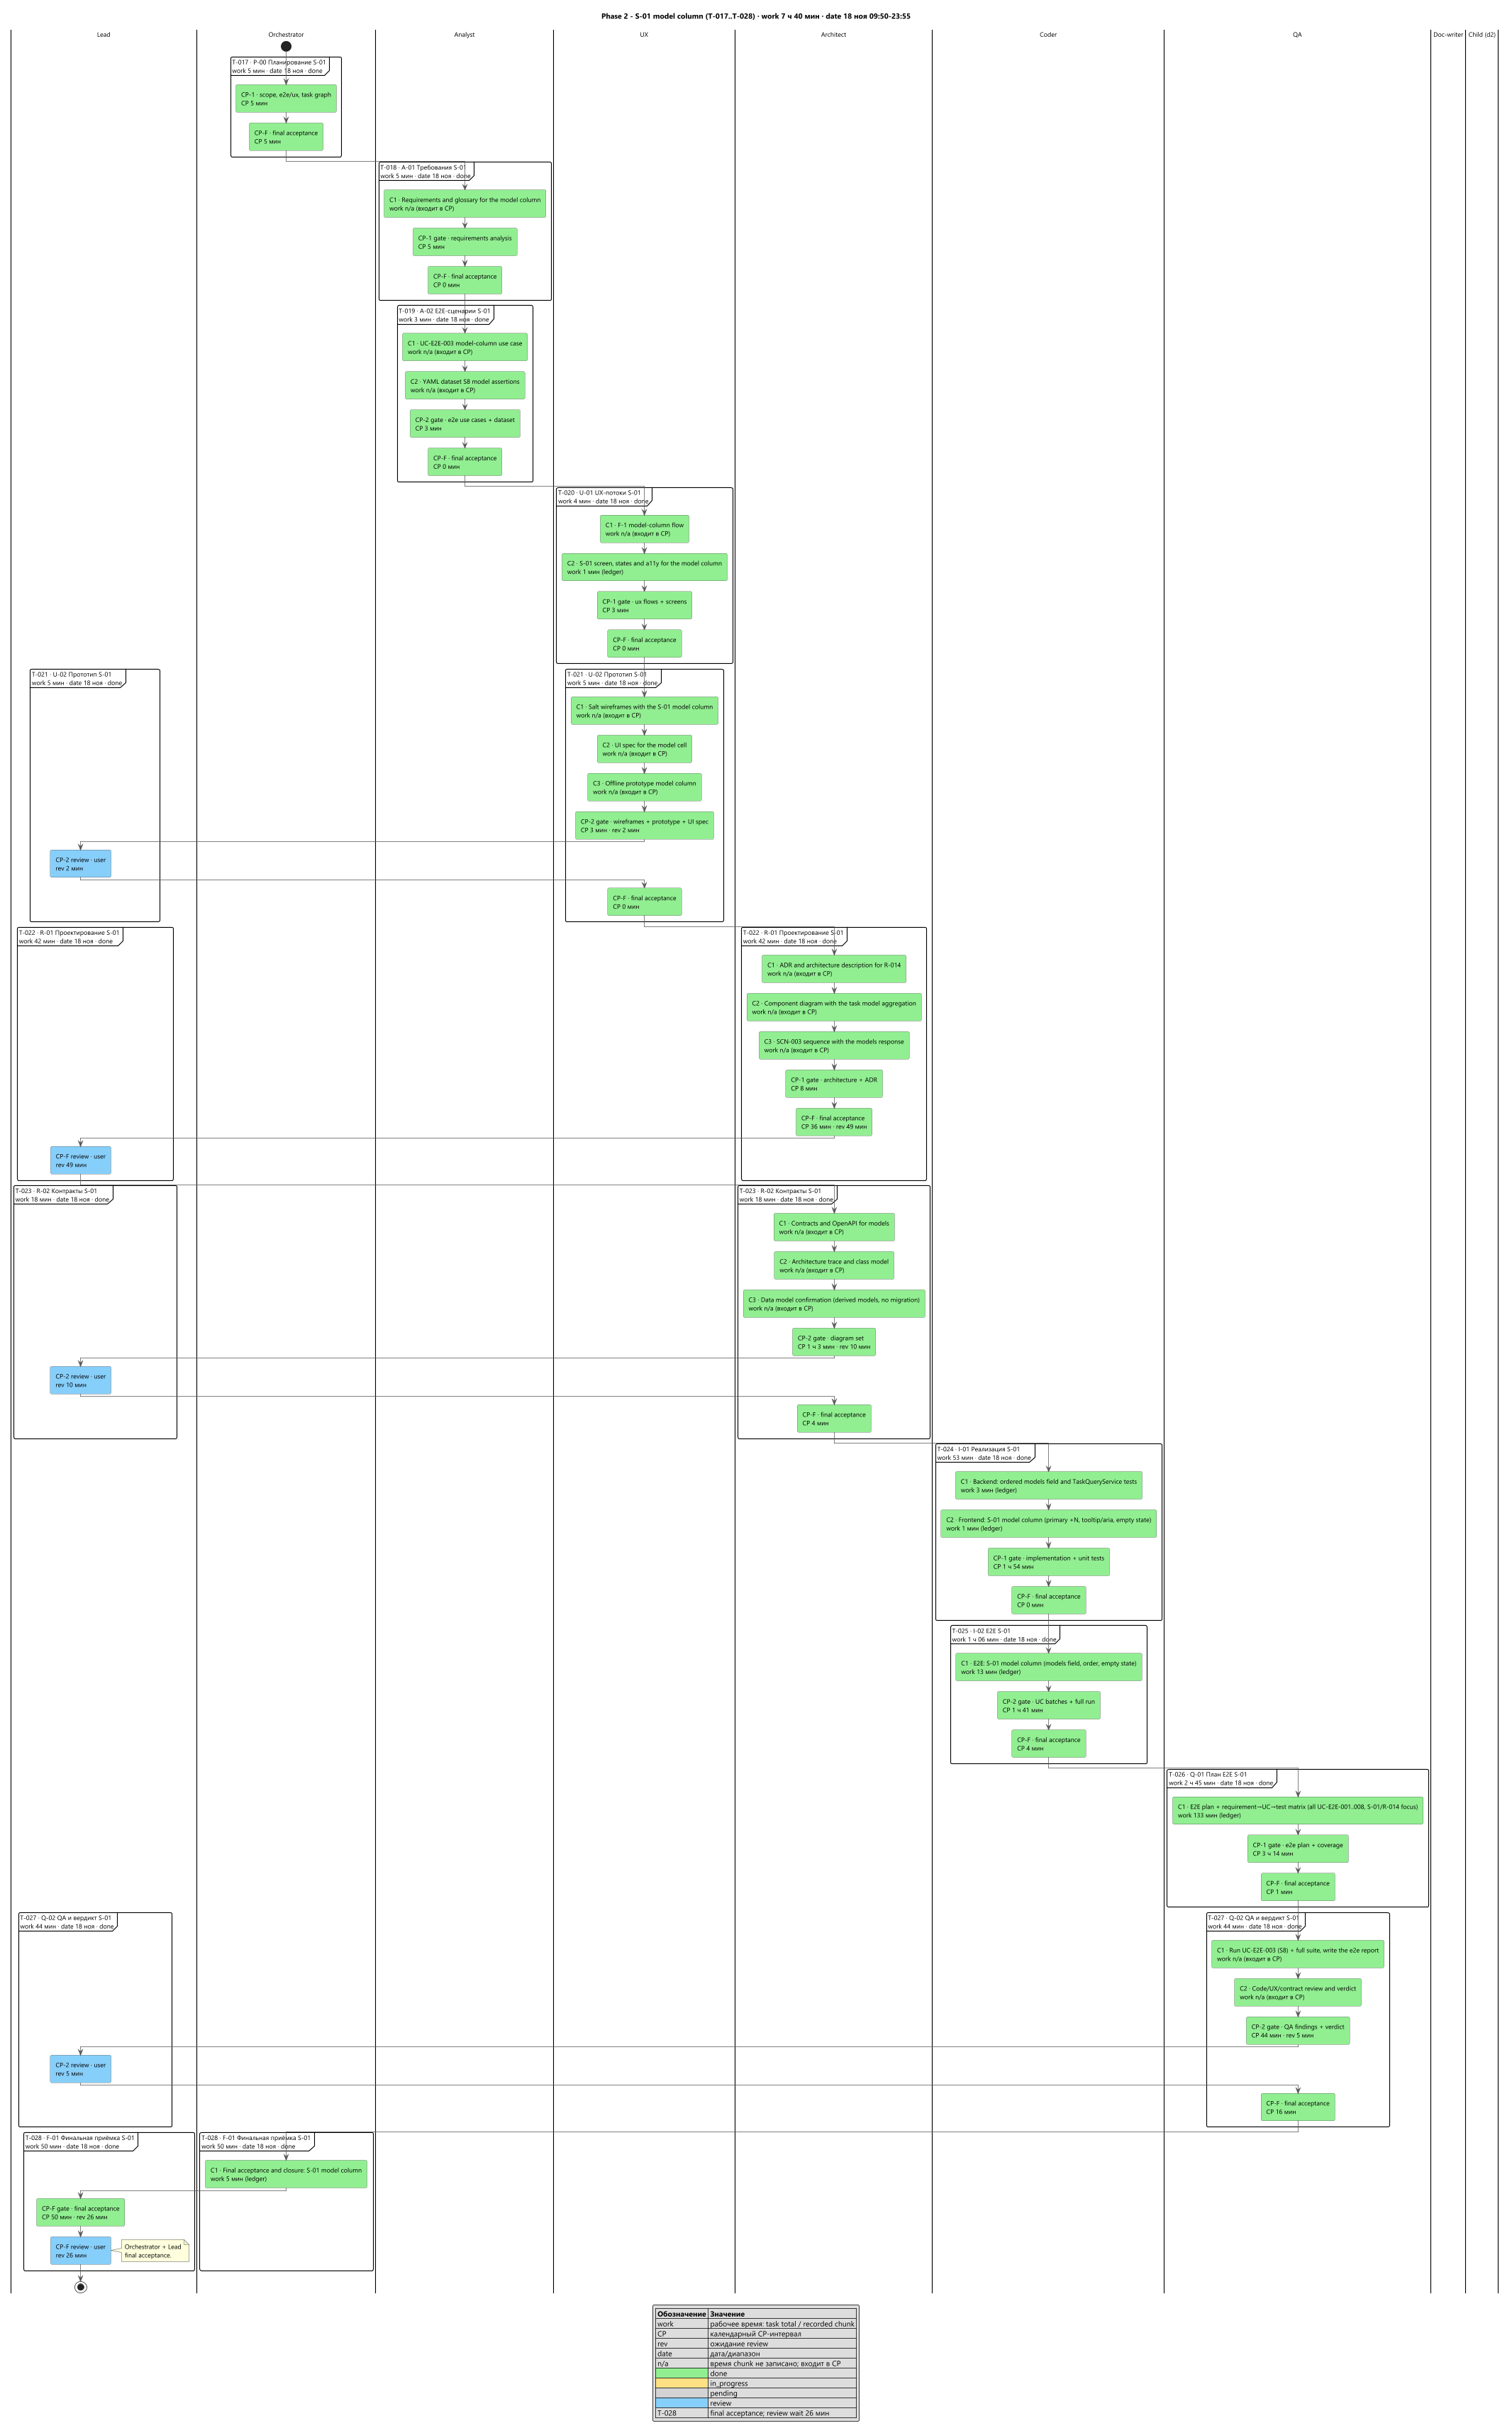 Phase 2 - S-01 model column (T-017..T-028) · work 7 ч 40 мин · date 18 ноя 09:50-23:55
Lead
Orchestrator
Analyst
UX
Architect
Coder
QA
Doc-writer
Child (d2)
T-017 · P-00 Планирование S-01
work 5 мин · date 18 ноя · done
CP-1 · scope, e2e/ux, task graph
CP 5 мин
CP-F · final acceptance
CP 5 мин
T-018 · A-01 Требования S-01
work 5 мин · date 18 ноя · done
C1 · Requirements and glossary for the model column
work n/a (входит в CP)
CP-1 gate · requirements analysis
CP 5 мин
CP-F · final acceptance
CP 0 мин
T-019 · A-02 E2E-сценарии S-01
work 3 мин · date 18 ноя · done
C1 · UC-E2E-003 model-column use case
work n/a (входит в CP)
C2 · YAML dataset S8 model assertions
work n/a (входит в CP)
CP-2 gate · e2e use cases + dataset
CP 3 мин
CP-F · final acceptance
CP 0 мин
T-020 · U-01 UX-потоки S-01
work 4 мин · date 18 ноя · done
C1 · F-1 model-column flow
work n/a (входит в CP)
C2 · S-01 screen, states and a11y for the model column
work 1 мин (ledger)
CP-1 gate · ux flows + screens
CP 3 мин
CP-F · final acceptance
CP 0 мин
T-021 · U-02 Прототип S-01
work 5 мин · date 18 ноя · done
T-021 · U-02 Прототип S-01
work 5 мин · date 18 ноя · done
C1 · Salt wireframes with the S-01 model column
work n/a (входит в CP)
C2 · UI spec for the model cell
work n/a (входит в CP)
C3 · Offline prototype model column
work n/a (входит в CP)
CP-2 gate · wireframes + prototype + UI spec
CP 3 мин · rev 2 мин
CP-2 review · user
rev 2 мин
CP-F · final acceptance
CP 0 мин
T-022 · R-01 Проектирование S-01
work 42 мин · date 18 ноя · done
T-022 · R-01 Проектирование S-01
work 42 мин · date 18 ноя · done
C1 · ADR and architecture description for R-014
work n/a (входит в CP)
C2 · Component diagram with the task model aggregation
work n/a (входит в CP)
C3 · SCN-003 sequence with the models response
work n/a (входит в CP)
CP-1 gate · architecture + ADR
CP 8 мин
CP-F · final acceptance
CP 36 мин · rev 49 мин
CP-F review · user
rev 49 мин
T-023 · R-02 Контракты S-01
work 18 мин · date 18 ноя · done
T-023 · R-02 Контракты S-01
work 18 мин · date 18 ноя · done
C1 · Contracts and OpenAPI for models
work n/a (входит в CP)
C2 · Architecture trace and class model
work n/a (входит в CP)
C3 · Data model confirmation (derived models, no migration)
work n/a (входит в CP)
CP-2 gate · diagram set
CP 1 ч 3 мин · rev 10 мин
CP-2 review · user
rev 10 мин
CP-F · final acceptance
CP 4 мин
T-024 · I-01 Реализация S-01
work 53 мин · date 18 ноя · done
C1 · Backend: ordered models field and TaskQueryService tests
work 3 мин (ledger)
C2 · Frontend: S-01 model column (primary +N, tooltip/aria, empty state)
work 1 мин (ledger)
CP-1 gate · implementation + unit tests
CP 1 ч 54 мин
CP-F · final acceptance
CP 0 мин
T-025 · I-02 E2E S-01
work 1 ч 06 мин · date 18 ноя · done
C1 · E2E: S-01 model column (models field, order, empty state)
work 13 мин (ledger)
CP-2 gate · UC batches + full run
CP 1 ч 41 мин
CP-F · final acceptance
CP 4 мин
T-026 · Q-01 План E2E S-01
work 2 ч 45 мин · date 18 ноя · done
C1 · E2E plan + requirement→UC→test matrix (all UC-E2E-001..008, S-01/R-014 focus)
work 133 мин (ledger)
CP-1 gate · e2e plan + coverage
CP 3 ч 14 мин
CP-F · final acceptance
CP 1 мин
T-027 · Q-02 QA и вердикт S-01
work 44 мин · date 18 ноя · done
T-027 · Q-02 QA и вердикт S-01
work 44 мин · date 18 ноя · done
C1 · Run UC-E2E-003 (S8) + full suite, write the e2e report
work n/a (входит в CP)
C2 · Code/UX/contract review and verdict
work n/a (входит в CP)
CP-2 gate · QA findings + verdict
CP 44 мин · rev 5 мин
CP-2 review · user
rev 5 мин
CP-F · final acceptance
CP 16 мин
T-028 · F-01 Финальная приёмка S-01
work 50 мин · date 18 ноя · done
T-028 · F-01 Финальная приёмка S-01
work 50 мин · date 18 ноя · done
C1 · Final acceptance and closure: S-01 model column
work 5 мин (ledger)
CP-F gate · final acceptance
CP 50 мин · rev 26 мин
CP-F review · user
rev 26 мин
Orchestrator + Lead
final acceptance.
Обозначение Значение
work рабочее время: task total / recorded chunk
CP календарный CP-интервал
rev ожидание review
date дата/диапазон
n/a время chunk не записано; входит в CP
done
in_progress
pending
review
T-028 final acceptance; review wait 26 мин